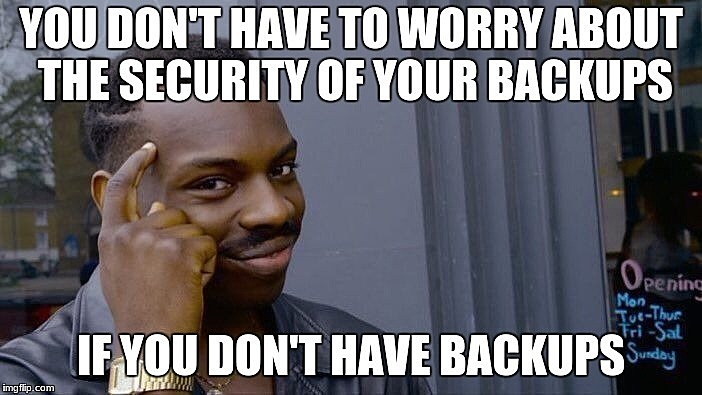 YOU DON'T HAVE TO WORRY ABOUT
THE SECURITY OF YOUR BACKUPS
Opening
Mon
Tue-Thur
Fri -Sat
Sunday
IF YOU DON'T HAVE BACKUPS
imgflip.com